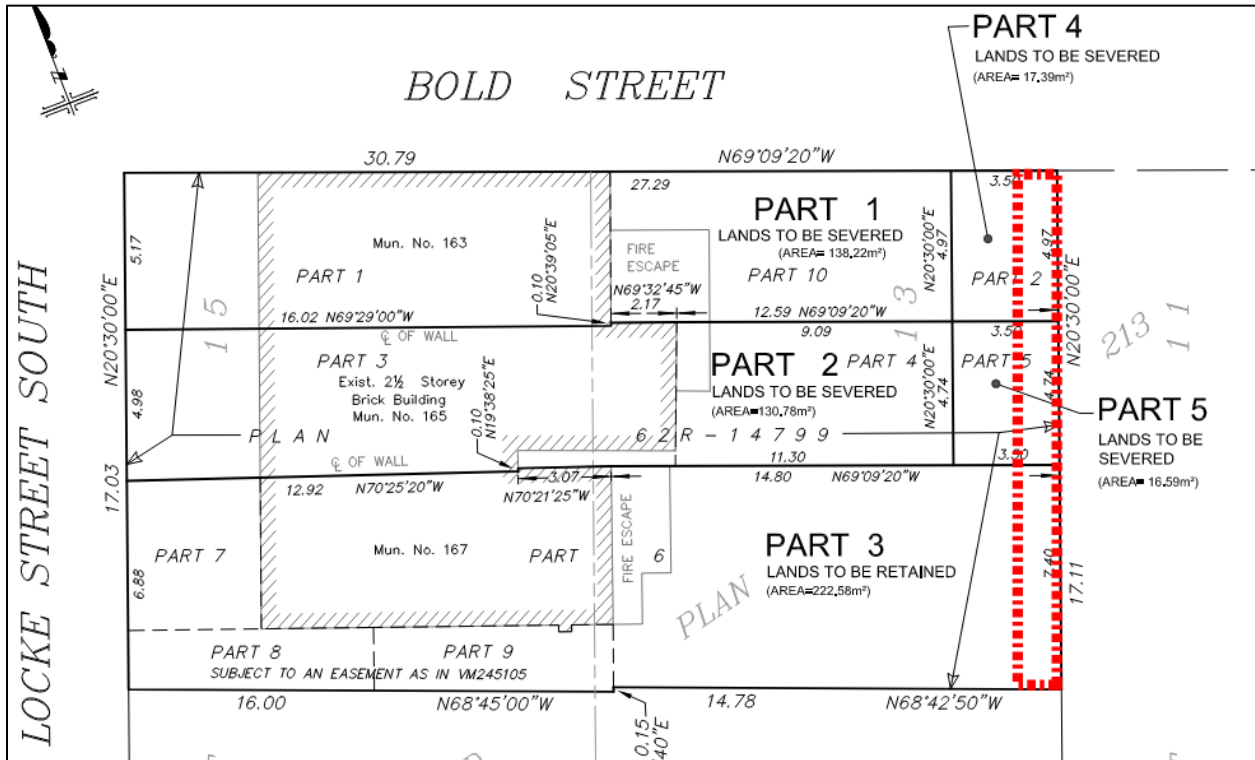 PART 4
LANDS TO BE SEVERED
(AREA= 17.39m²)
BOLD STREET
30.79
N69°09'20"W
27.29
3.50
PART 1
LANDS TO BE SEVERED
(AREA= 138.22m²)
PART 10
5.17
Mun. No. 163
PART 1
FIRE
ESCAPE
0.10
N20°39'05"E
N69°32'45"W
2.17
N20°30'00"E
4.97
4.97
PART 2
N20°30'00"E
N20°30'00"E
15
13
213
11
16.02 N69°29'00"W
12.59 N69°09'20"W
℄ OF WALL
9.09
3.50
PART 3
Exist. 2½ Storey
Brick Building
Mun. No. 165
PART 2
LANDS TO BE SEVERED
(AREA=130.78m²)
PART 4
N20°30'00"E
4.74
PART 5
4.74
4.98
0.10
N19°38'25"E
PLAN
62R-14799
PART 5
LANDS TO BE
SEVERED
(AREA= 16.59m²)
℄ OF WALL
11.30
3.50
17.03
12.92
N70°25'20"W
3.07
N70°21'25"W
14.80
N69°09'20"W
LOCKE STREET SOUTH
PART 7
Mun. No. 167
PART
6
FIRE ESCAPE
PART 3
LANDS TO BE RETAINED
(AREA=222.58m²)
PLAN
7.40
17.11
6.88
PART 8
PART 9
SUBJECT TO AN EASEMENT AS IN VM245105
16.00
N68°45'00"W
14.78
N68°42'50"W
0.15
40"E